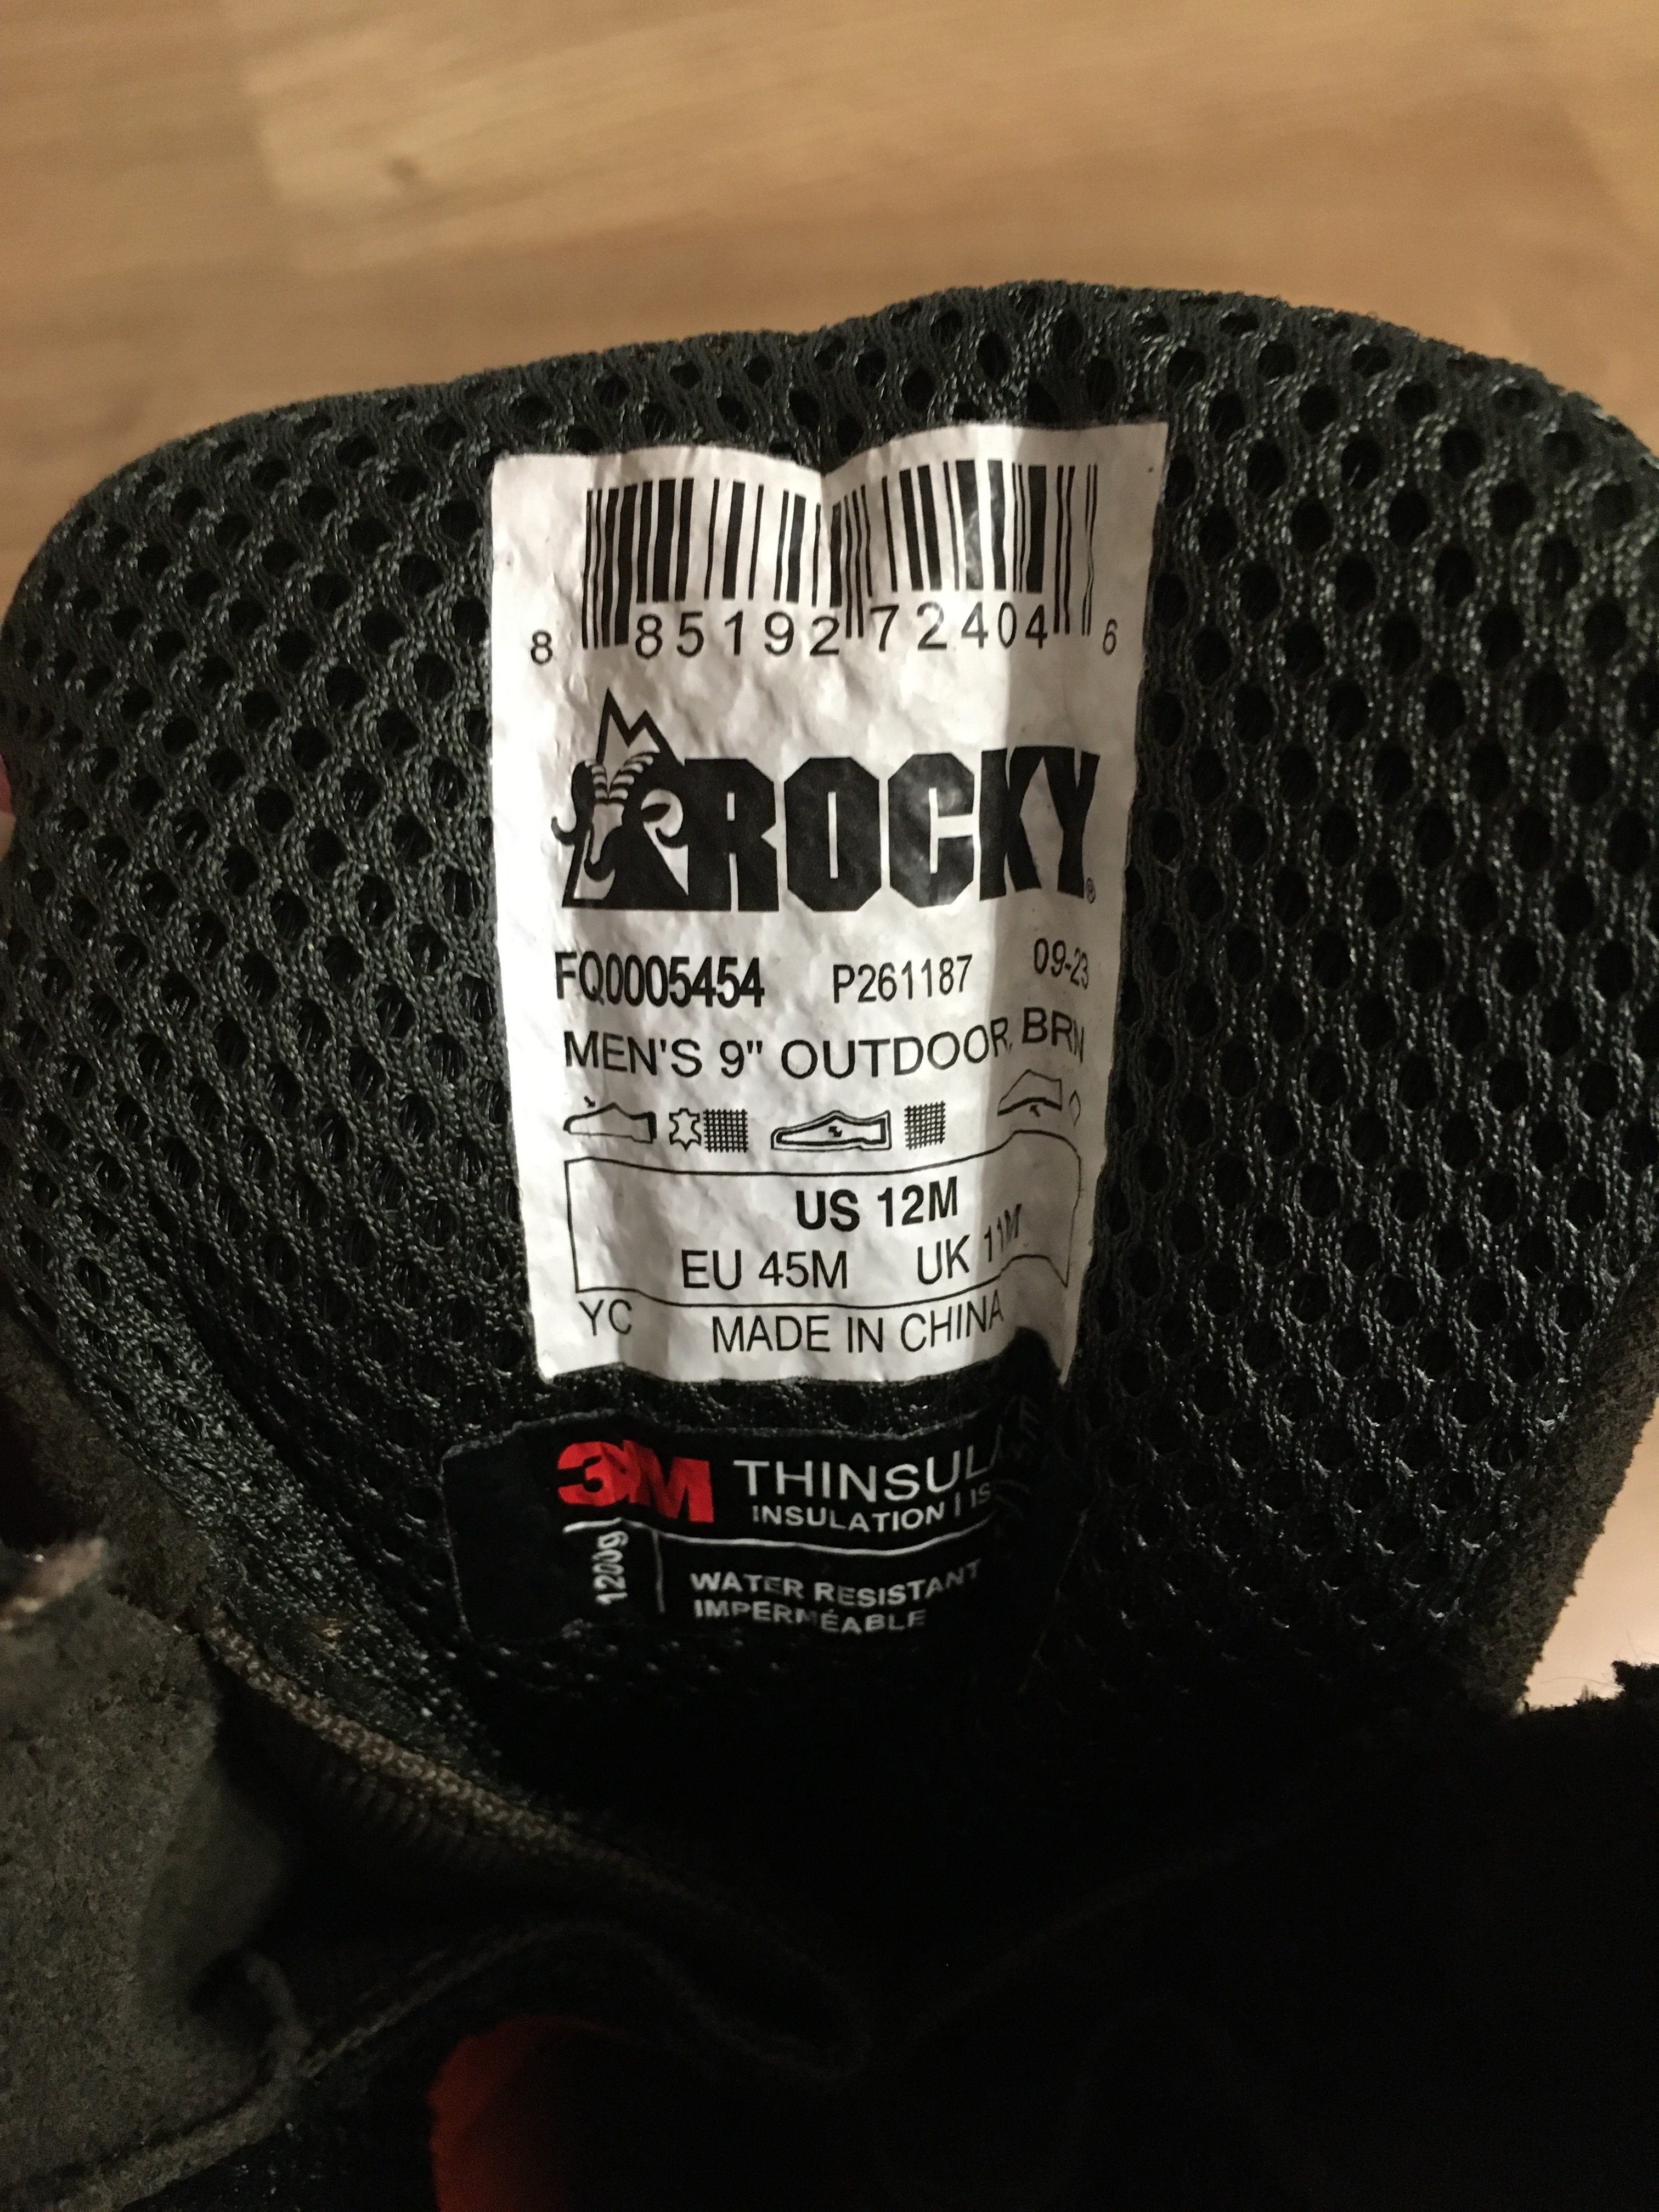 8 85192 72404 6
ROCKY®
FQ0005454 P261187 09-23
MEN'S 9" OUTDOOR, BRN
US 12M
EU 45M UK 11M
YC MADE IN CHINA
3M
INSULATION
1200g
WATER RESISTANT
IMPERMÉABLE